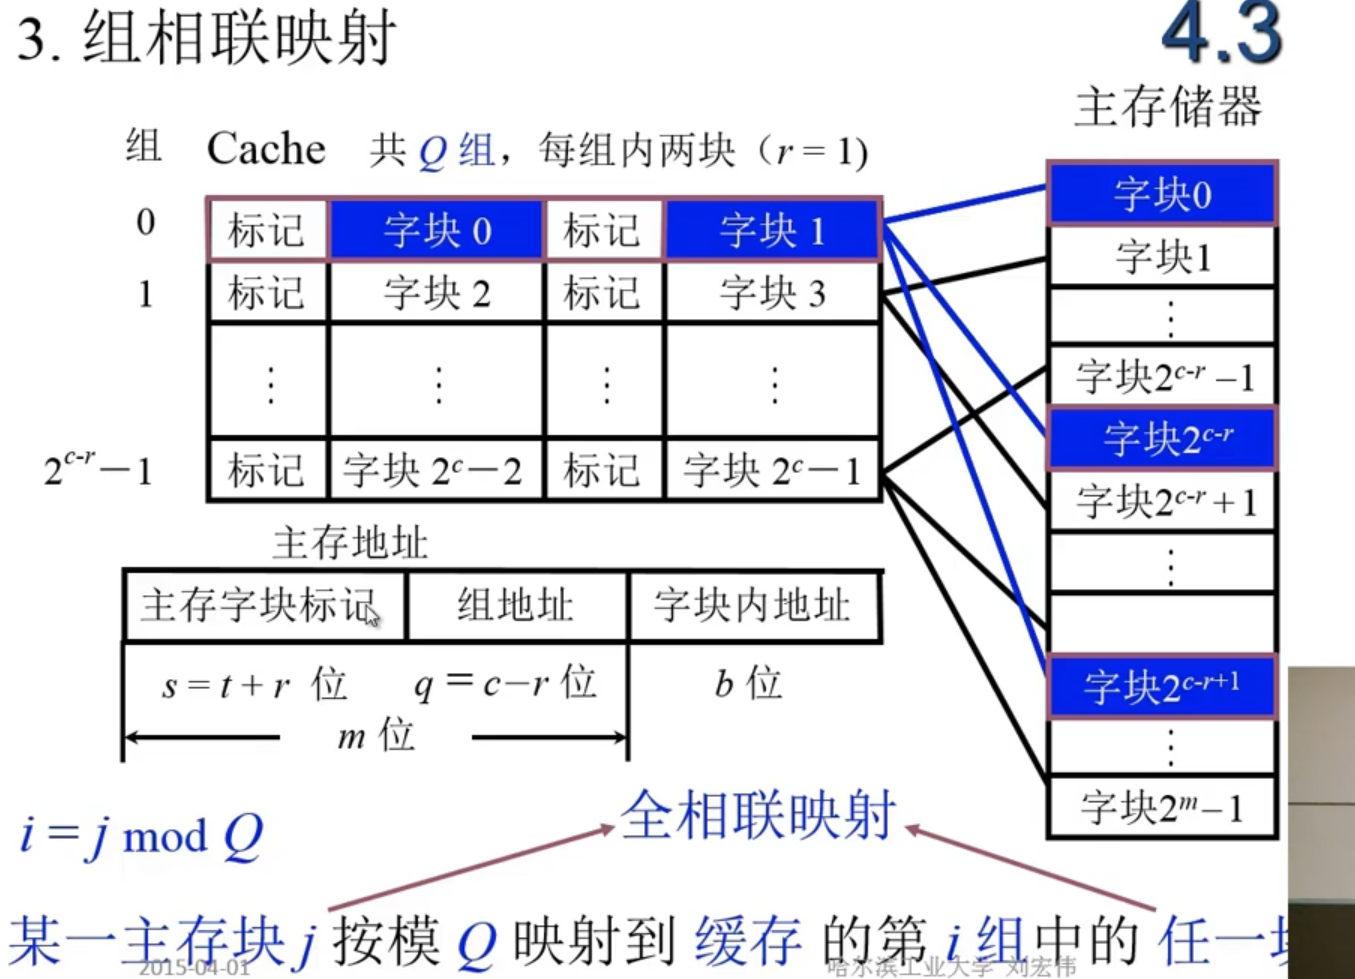 3. 组相联映射
4.3
主存储器
组 Cache 共 Q 组，每组内两块（r = 1）
0 标记 字块 0 标记 字块 1
1 标记 字块 2 标记 字块 3
⋮ ⋮ ⋮ ⋮
2^{c-r}－1 标记 字块 2^c－2 标记 字块 2^c－1
字块0
字块1
⋮
字块2^{c-r} –1
字块2^{c-r}
字块2^{c-r} + 1
⋮
字块2^{c-r+1}
⋮
字块2^m–1
主存地址
主存字块标记 组地址 字块内地址
s = t + r 位 q = c–r 位 b 位
m 位
i = j mod Q
全相联映射
某一主存块 j 按模 Q 映射到 缓存 的第 i 组中的 任一块
2015-04-01 哈尔滨工业大学 刘宏伟